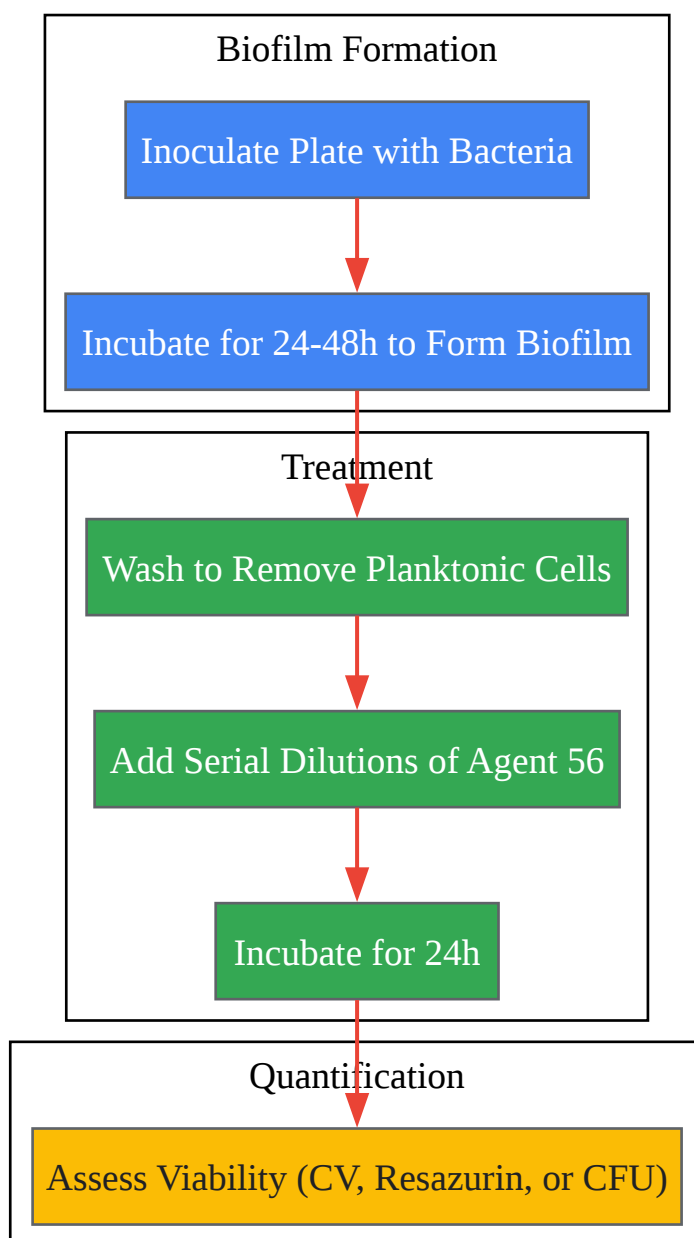 Biofilm Formation
Inoculate Plate with Bacteria
Incubate for 24-48h to Form Biofilm
Treatment
Wash to Remove Planktonic Cells
Add Serial Dilutions of Agent 56
Incubate for 24h
Quantification
Assess Viability (CV, Resazurin, or CFU)